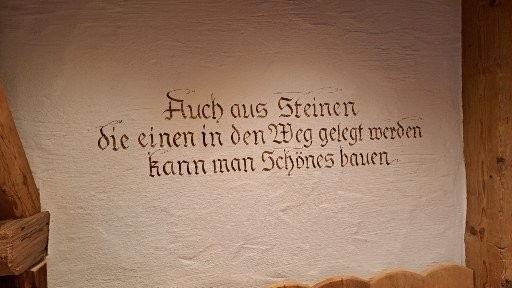 Auch aus Steinen
die einen in den Weg gelegt werden
kann man Schönes bauen